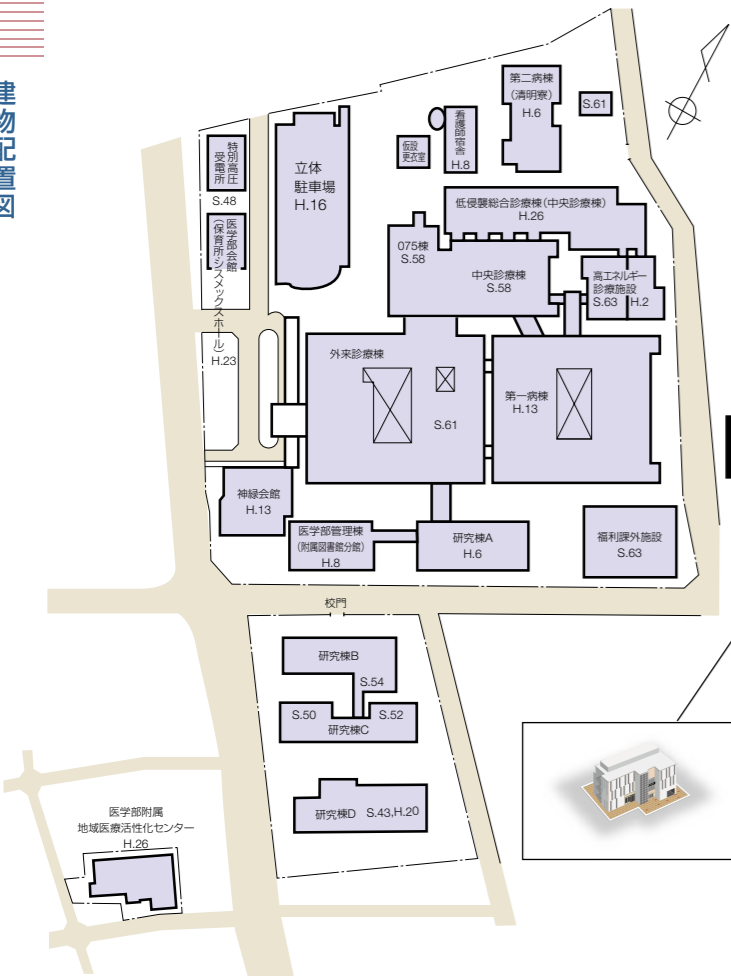 建物配置図
特別高圧
受電所
S.48
医学部会館
(保育所シスメックスホール)
H.23
立体
駐車場
H.16
仮設
更衣室
看護師宿舎
H.8
第二病棟
(清明寮)
H.6
S.61
低侵襲総合診療棟(中央診療棟)
H.26
075棟
S.58
中央診療棟
S.58
高エネルギー
診療施設
S.63
H.2
外来診療棟
S.61
第一病棟
H.13
神緑会館
H.13
医学部管理棟
(附属図書館分館)
H.8
研究棟A
H.6
福利課外施設
S.63
校門
研究棟B
S.54
S.50
S.52
研究棟C
研究棟D S.43,H.20
医学部附属
地域医療活性化センター
H.26